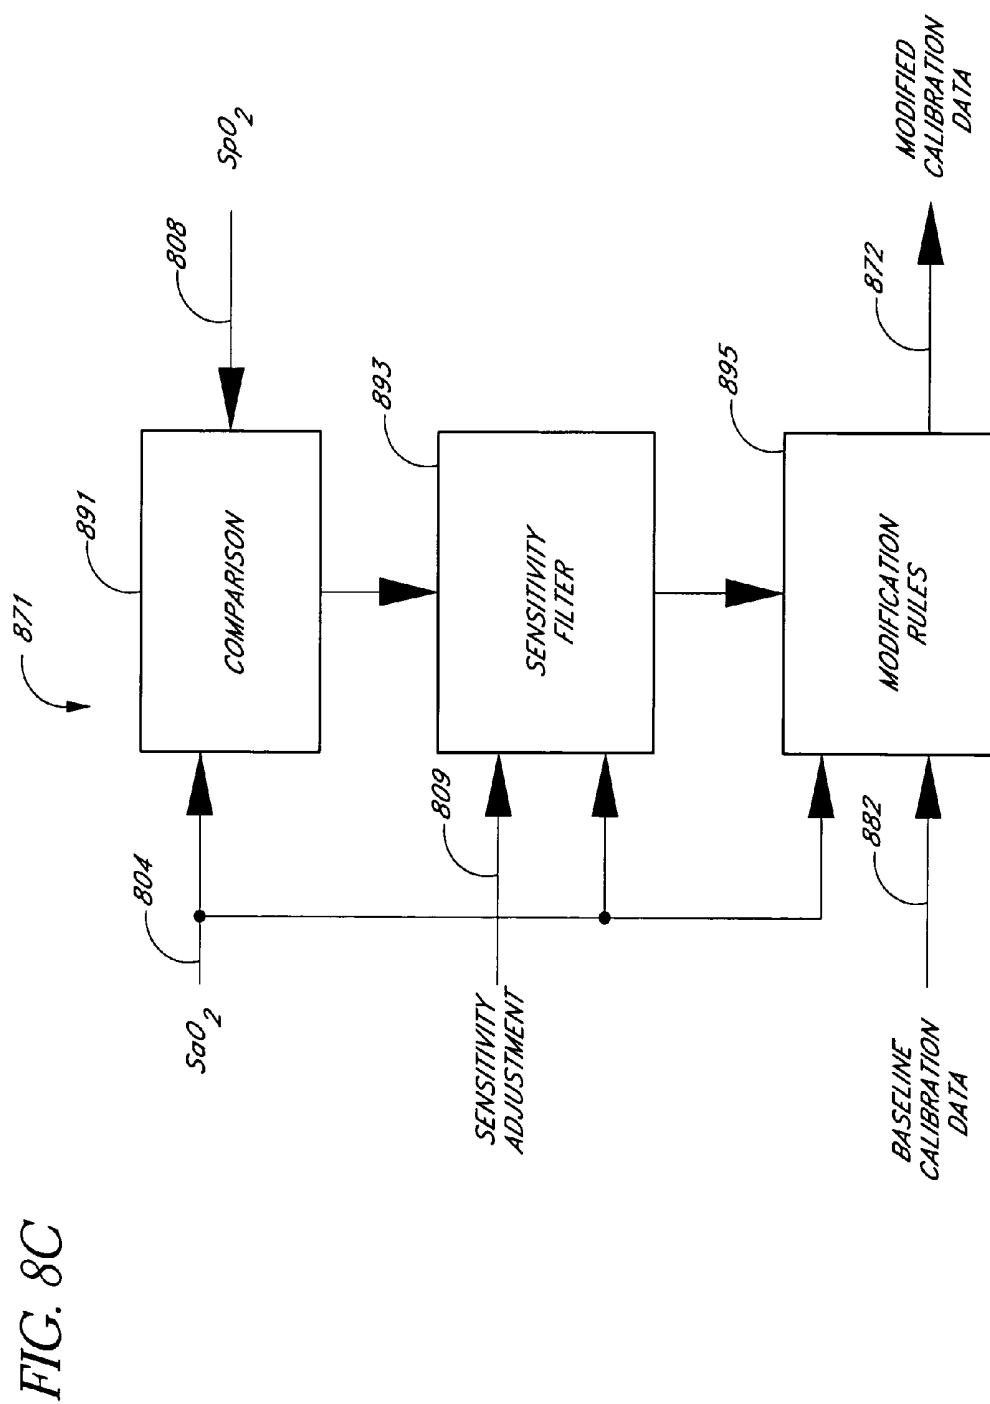 FIG. 8C
871
891
SaO2
804
COMPARISON
808
SpO2
893
SENSITIVITY
ADJUSTMENT
809
SENSITIVITY
FILTER
895
BASELINE
CALIBRATION
DATA
882
MODIFICATION
RULES
872
MODIFIED
CALIBRATION
DATA